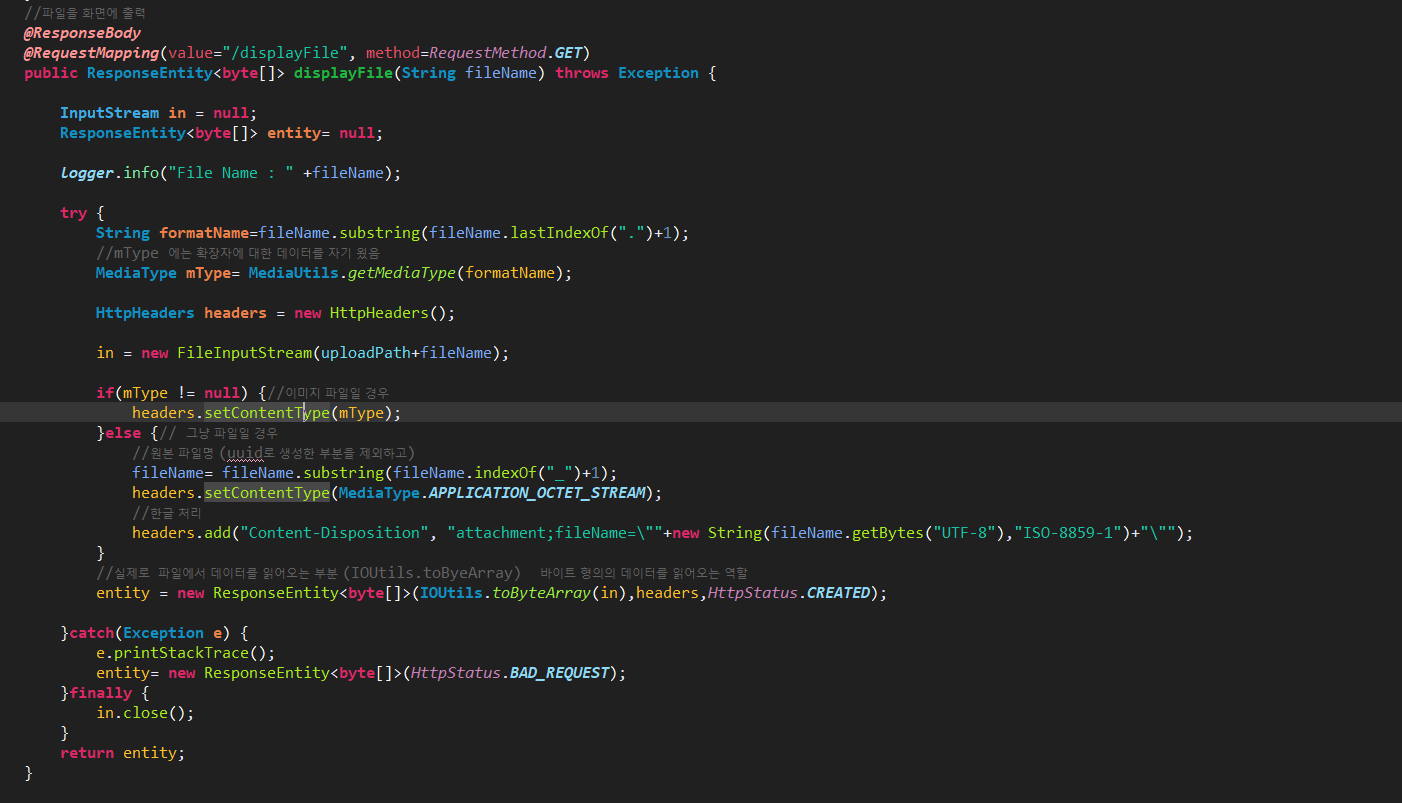 //파일을 화면에 출력
@ResponseBody
@RequestMapping(value="/displayFile", method=RequestMethod.GET)
public ResponseEntity<byte[]> displayFile(String fileName) throws Exception {
InputStream in = null;
ResponseEntity<byte[]> entity= null;
logger.info("File Name : " +fileName);
try {
String formatName=fileName.substring(fileName.lastIndexOf(".")+1);
//mType 에는 확장자에 대한 데이터를 자기 왔음
MediaType mType= MediaUtils.getMediaType(formatName);
HttpHeaders headers = new HttpHeaders();
in = new FileInputStream(uploadPath+fileName);
if(mType != null) {//이미지 파일일 경우
headers.setContentType(mType);
}else {// 그냥 파일일 경우
//원본 파일명 (uuid로 생성한 부분을 제외하고)
fileName= fileName.substring(fileName.indexOf("_")+1);
headers.setContentType(MediaType.APPLICATION_OCTET_STREAM);
//한글 처리
headers.add("Content-Disposition", "attachment;fileName=\""+new String(fileName.getBytes("UTF-8"),"ISO-8859-1")+"\"");
}
//실제로 파일에서 데이터를 읽어오는 부분 (IOUtils.toByeArray) 바이트 형의의 데이터를 읽어오는 역할
entity = new ResponseEntity<byte[]>(IOUtils.toByteArray(in),headers,HttpStatus.CREATED);
}catch(Exception e) {
e.printStackTrace();
entity= new ResponseEntity<byte[]>(HttpStatus.BAD_REQUEST);
}finally {
in.close();
}
return entity;
}